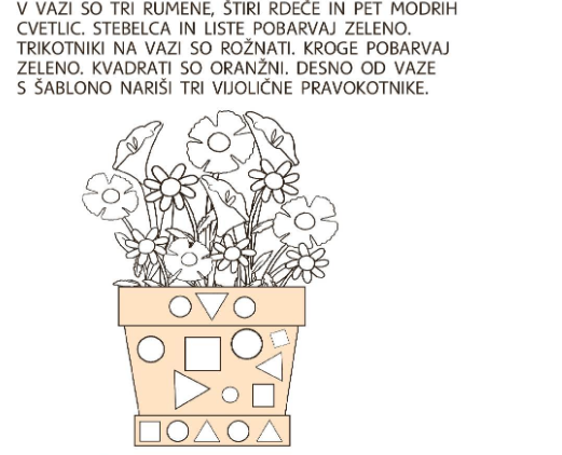 V VAZI SO TRI RUMENE, ŠTIRI RDEČE IN PET MODRIH
CVETLIC. STEBELCA IN LISTE POBARVAJ ZELENO.
TRIKOTNIKI NA VAZI SO ROŽNATI. KROGE POBARVAJ
ZELENO. KVADRATI SO ORANŽNI. DESNO OD VAZE
S ŠABLONO NARIŠI TRI VIJOLIČNE PRAVOKOTNIKE.